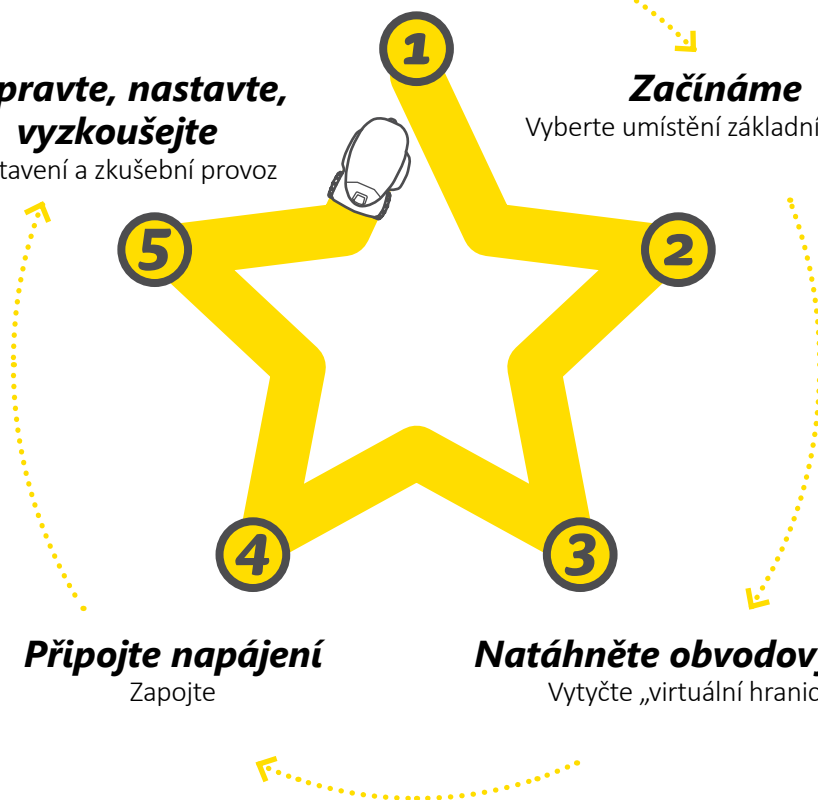 1
pravte, nastavte,
vyzkoušejte
tavení a zkušební provoz
Začínáme
Vyberte umístění základní
5
2
4
3
Připojte napájení
Zapojte
Natáhněte obvodový
Vytyčte „virtuální hranic